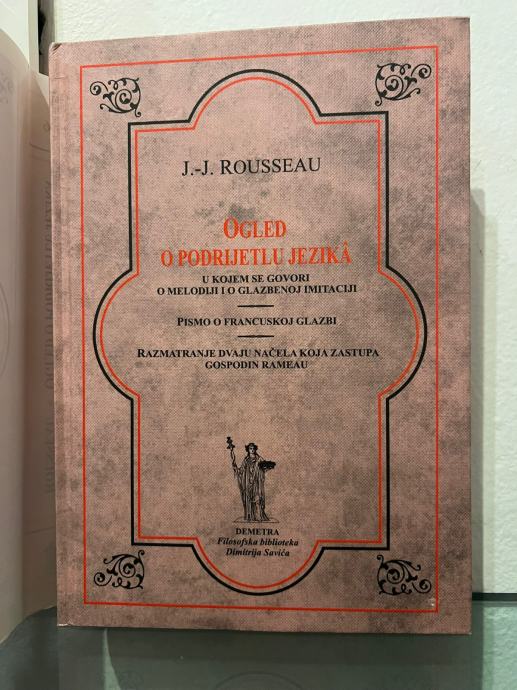 J.-J. ROUSSEAU
OGLED
O PODRIJETLU JEZIKÂ
U KOJEM SE GOVORI
O MELODIJI I O GLAZBENOJ IMITACIJI
PISMO O FRANCUSKOJ GLAZBI
RAZMATRANJE DVAJU NAČELA KOJA ZASTUPA
GOSPODIN RAMEAU
DEMETRA
Filosofska biblioteka
Dimitrija Savića